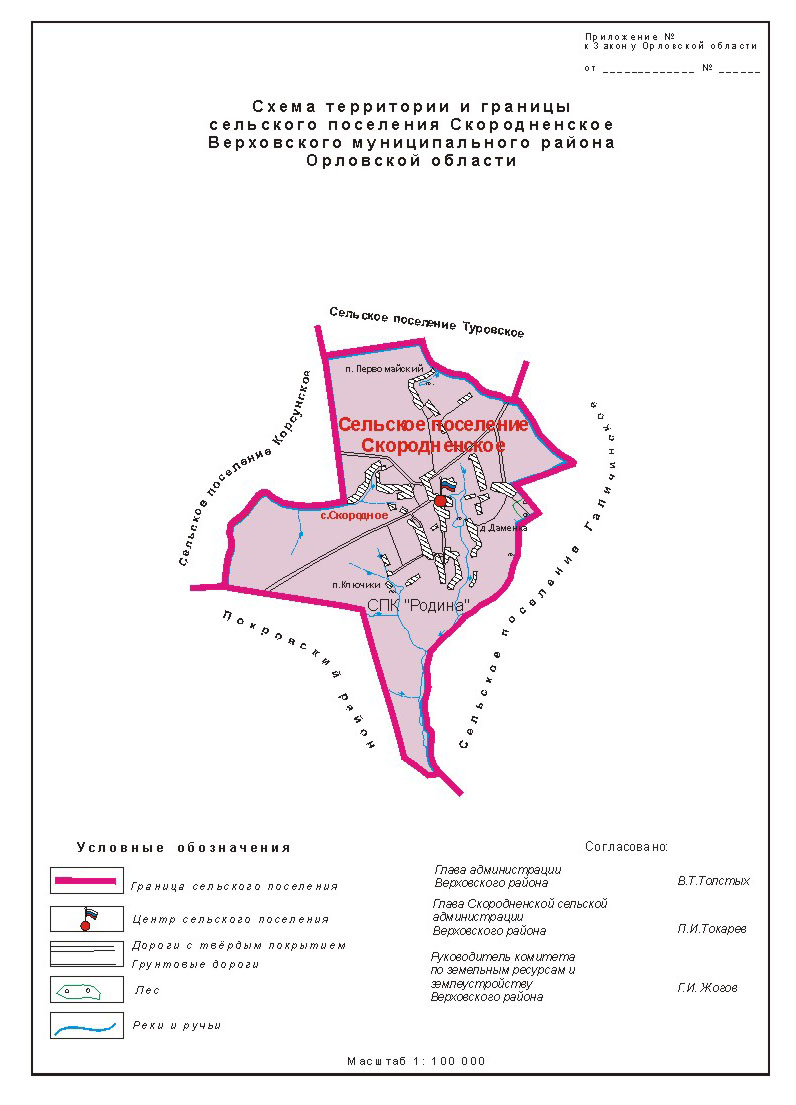 Приложение №
к Закону Орловской области
от _____________ № ______
Схема территории и границы
сельского поселения Скородненское
Верховского муниципального района
Орловской области
Сельское поселение Туровское
Сельское поселение Корсунское
Сельское поселение Галичинское
Покровский район
п. Первомайский
Сельское поселение
Скородненское
с.Скородное
д.Даменка
п.Ключики
СПК "Родина"
Условные обозначения
Граница сельского поселения
Центр сельского поселения
Дороги с твёрдым покрытием
Грунтовые дороги
Лес
Реки и ручьи
Согласовано:
Глава администрации
Верховского района
В.Т.Толстых
Глава Скородненской сельской
администрации
Верховского района
П.И.Токарев
Руководитель комитета
по земельным ресурсам и
землеустройству
Верховского района
Г.И. Жогов
Масштаб 1: 100 000